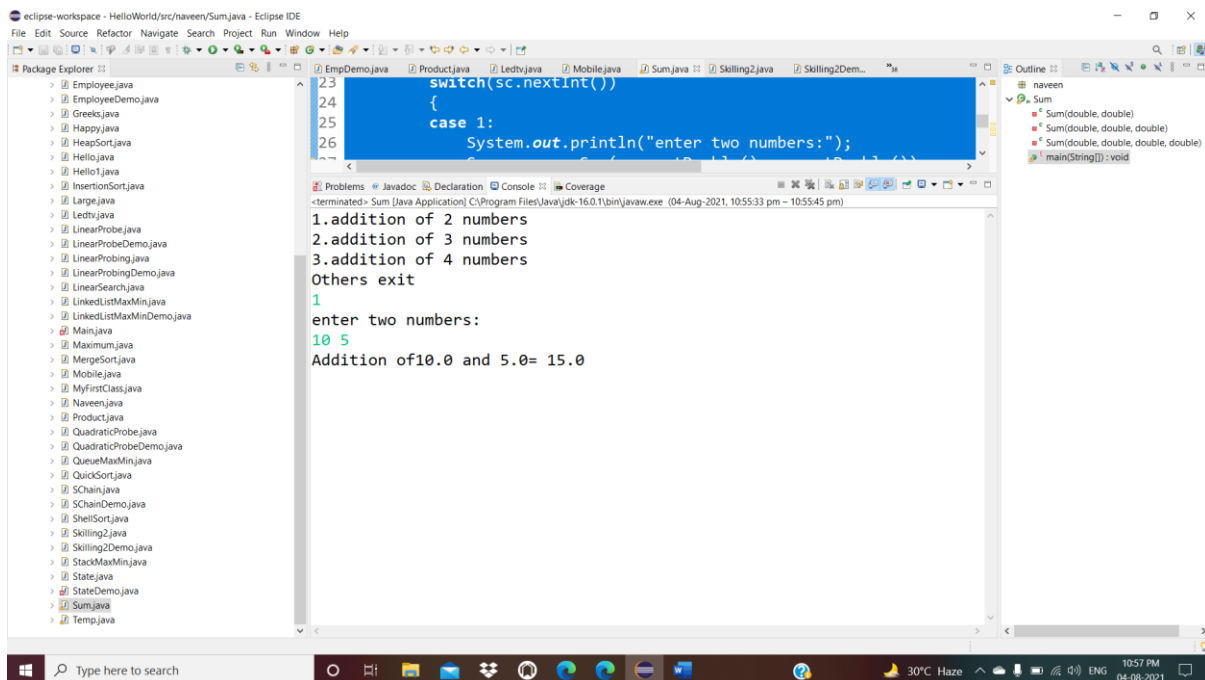 eclipse-workspace - HelloWorld/src/naveen/Sum.java - Eclipse IDE
File Edit Source Refactor Navigate Search Project Run Window Help
Package Explorer
Employee.java
EmployeeDemo.java
Greeks.java
Happy.java
HeapSort.java
Hello.java
Hello1.java
InsertionSort.java
Large.java
Ledtv.java
LinearProbe.java
LinearProbeDemo.java
LinearProbing.java
LinearProbingDemo.java
LinearSearch.java
LinkedListMaxMin.java
LinkedListMaxMinDemo.java
Main.java
Maximum.java
MergeSort.java
Mobile.java
MyFirstClass.java
Naveen.java
Product.java
QuadraticProbe.java
QuadraticProbeDemo.java
QueueMaxMin.java
QuickSort.java
SChain.java
SChainDemo.java
ShellSort.java
Skilling2.java
Skilling2Demo.java
StackMaxMin.java
State.java
StateDemo.java
Sum.java
Temp.java
EmpDemo.java Product.java Ledtv.java Mobile.java Sum.java Skilling2.java Skilling2Dem...
23 switch(sc.nextInt())
24 {
25 case 1:
26 System.out.println("enter two numbers:");
Problems Javadoc Declaration Console Coverage
<terminated> Sum [Java Application] C:\Program Files\Java\jdk-16.0.1\bin\javaw.exe (04-Aug-2021, 10:55:33 pm – 10:55:45 pm)
1.addition of 2 numbers
2.addition of 3 numbers
3.addition of 4 numbers
Others exit
1
enter two numbers:
10 5
Addition of10.0 and 5.0= 15.0
Outline
naveen
Sum
Sum(double, double)
Sum(double, double, double)
Sum(double, double, double, double)
main(String[]) : void
Type here to search
30°C Haze
ENG
10:57 PM
04-08-2021